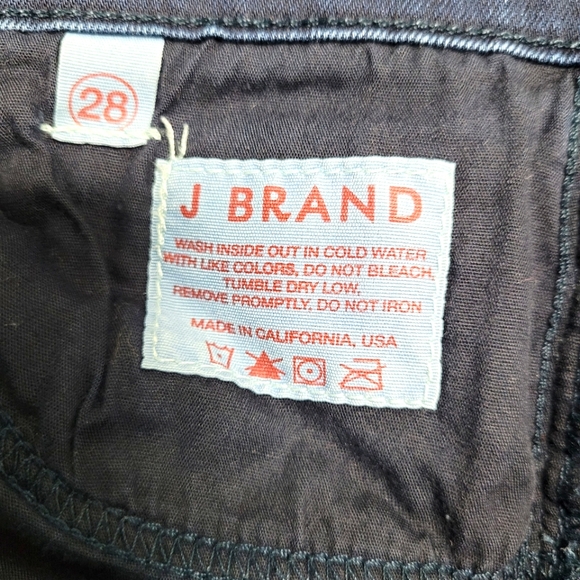 28
J BRAND
WASH INSIDE OUT IN COLD WATER
WITH LIKE COLORS, DO NOT BLEACH,
TUMBLE DRY LOW,
REMOVE PROMPTLY, DO NOT IRON
MADE IN CALIFORNIA, USA